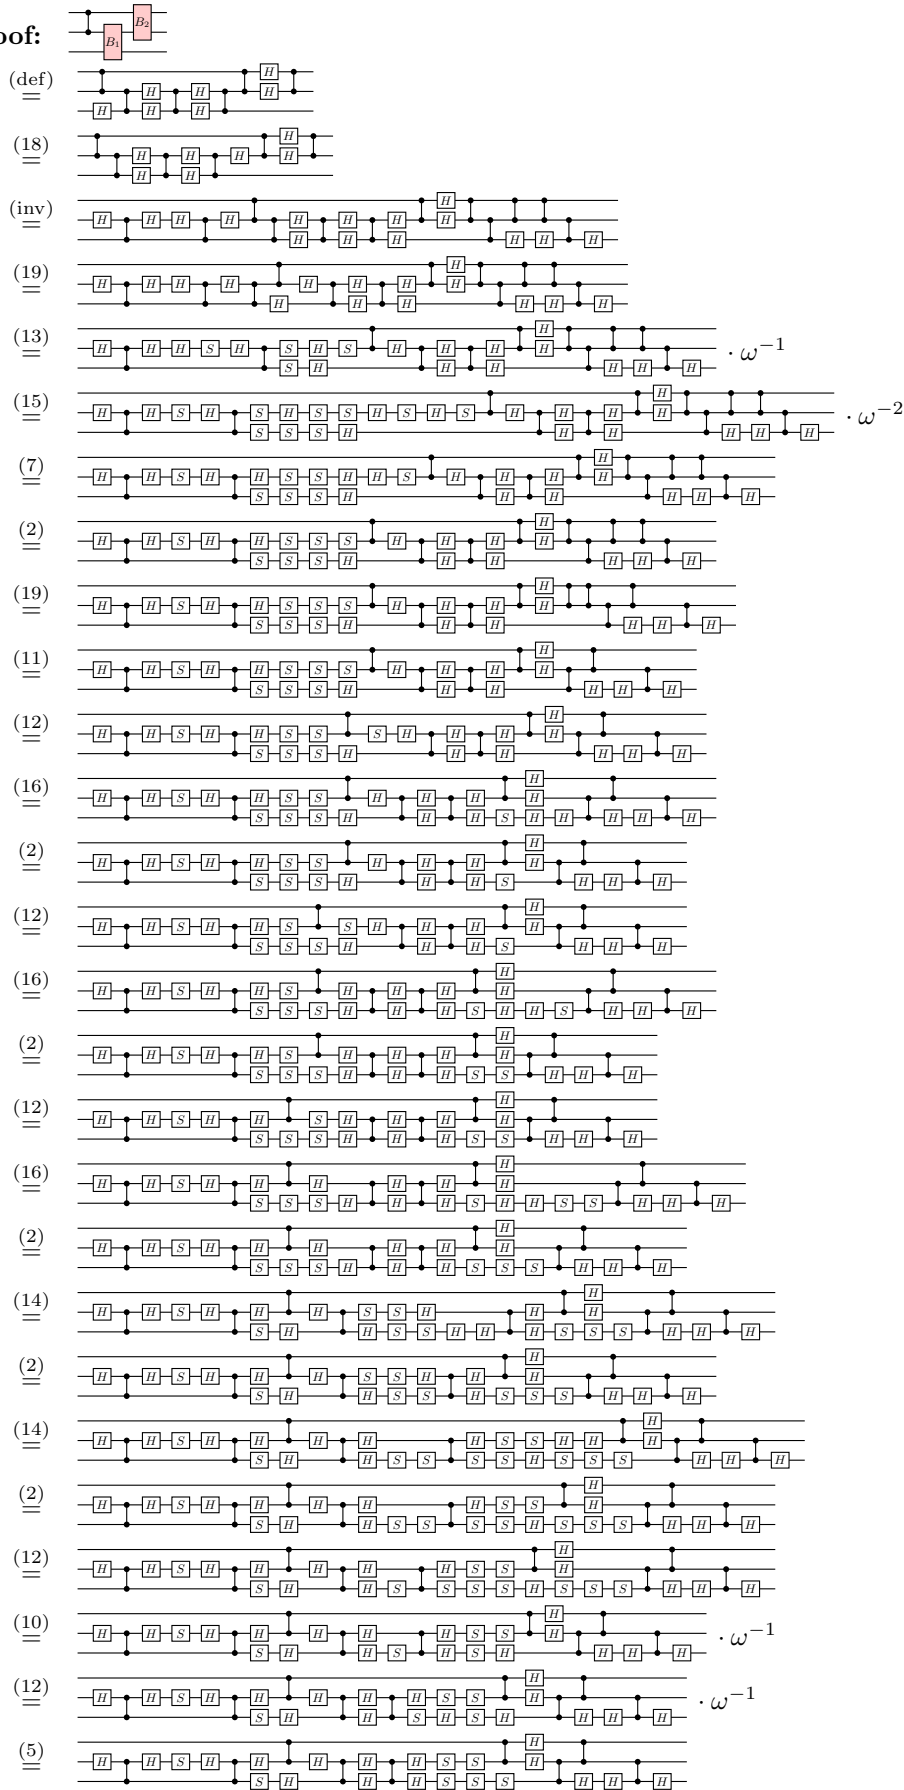 oof:
B2
B1
H
(def) = H H H
H H H
H
(18) = H H H H
H H
H
(inv) = H H H H H H H H
H H H H H H
H
(19) = H H H H H H H H
H H H H H H
H
(13) = H H H S H S H S H H H H · ω−1
S H H H H H H
H
(15) = H H S H S H S S H S H S H H H H · ω−2
S S S H H H H H H
H
(7) = H H S H H S S H H S H H H H
S S S H H H H H H
H
(2) = H H S H H S S S H H H H
S S S H H H H H H
H
(19) = H H S H H S S S H H H H
S S S H H H H H H
H
(11) = H H S H H S S S H H H H
S S S H H H H H H
H
(12) = H H S H H S S S H H H H
S S S H H H H H H
H
(16) = H H S H H S S H H H H
S S S H H H S H H H H H
H
(2) = H H S H H S S H H H H
S S S H H H S H H H
H
(12) = H H S H H S S H H H H
S S S H H H S H H H
H
(16) = H H S H H S H H H H
S S S H H H S H H S H H H
H
(2) = H H S H H S H H H H
S S S H H H S S H H H
H
(12) = H H S H H S H H H H
S S S H H H S S H H H
H
(16) = H H S H H H H H H
S S S H H H S H H S S H H H
H
(2) = H H S H H H H H H
S S S H H H S S S H H H
H
(14) = H H S H H H S S H H H
S H H S S H H H S S S H H H
H
(2) = H H S H H H S S H H H
S H H S S H S S S H H H
H
(14) = H H S H H H H H S S H H H
S H H S S S S S H S S S H H H
H
(2) = H H S H H H H H S S H
S H H S S S S S H S S S H H H
H
(12) = H H S H H H H H S S H
S H H S S S S H S S S H H H
H
(10) = H H S H H H H H S S H · ω−1
S H H S S S H H H H
H
(12) = H H S H H H H H S S H · ω−1
S H H S S H H H H
H
(5) = H H S H H H H H S S H
S H H S S S H H H